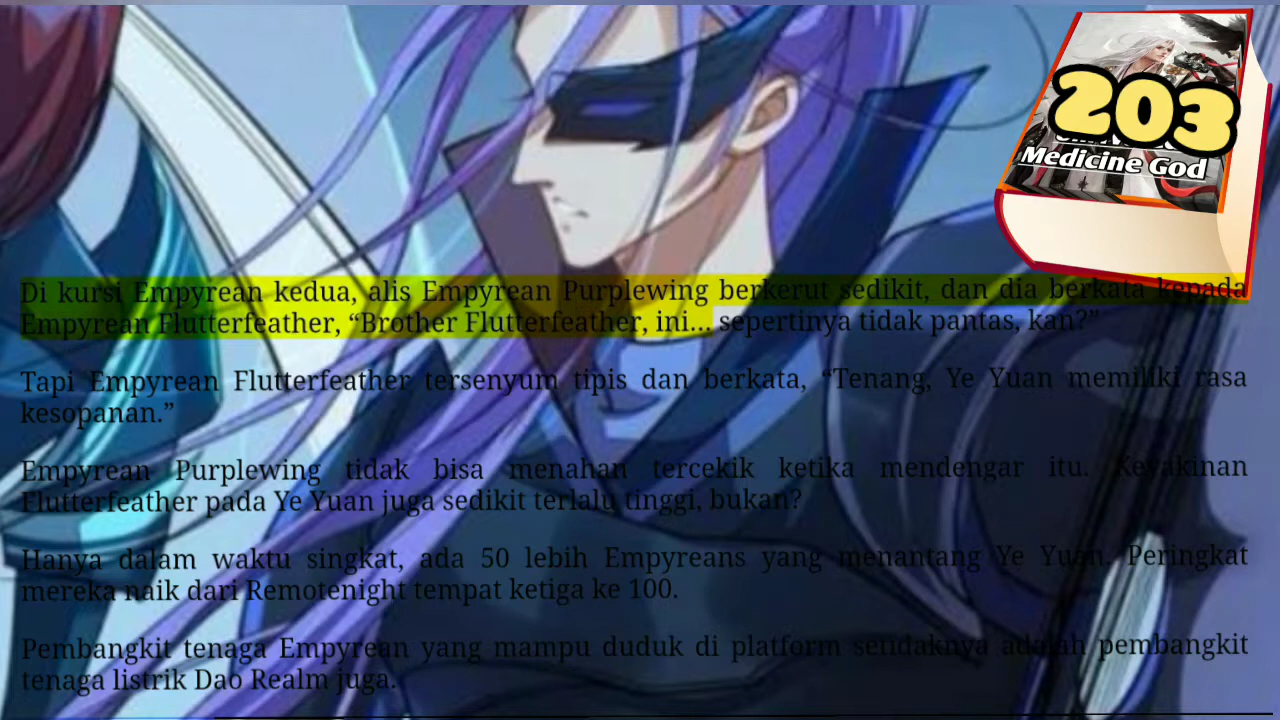 203
Medicine God
Di kursi Empyrean kedua, alis Empyrean Purplewing berkerut sedikit, dan dia berkata kepada
Empyrean Flutterfeather, “Brother Flutterfeather, ini… sepertinya tidak pantas, kan?”
Tapi Empyrean Flutterfeather tersenyum tipis dan berkata, “Tenang, Ye Yuan memiliki rasa
kesopanan.”
Empyrean Purplewing tidak bisa menahan tercekik ketika mendengar itu. Keyakinan
Flutterfeather pada Ye Yuan juga sedikit terlalu tinggi, bukan?
Hanya dalam waktu singkat, ada 50 lebih Empyreans yang menantang Ye Yuan. Peringkat
mereka naik dari Remotenight tempat ketiga ke 100.
Pembangkit tenaga Empyrean yang mampu duduk di platform seridaknya adalah pembangkit
tenaga listrik Dao Realm juga.